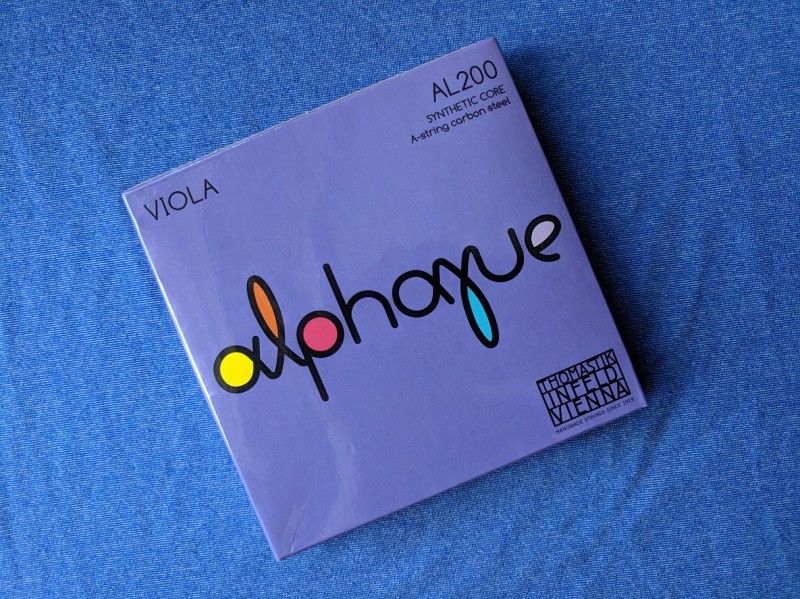 AL200
SYNTHETIC CORE
A-string carbon steel
VIOLA
alphayue
THOMASTIK
INFELD
VIENNA
HANDMADE STRINGS SINCE 1919